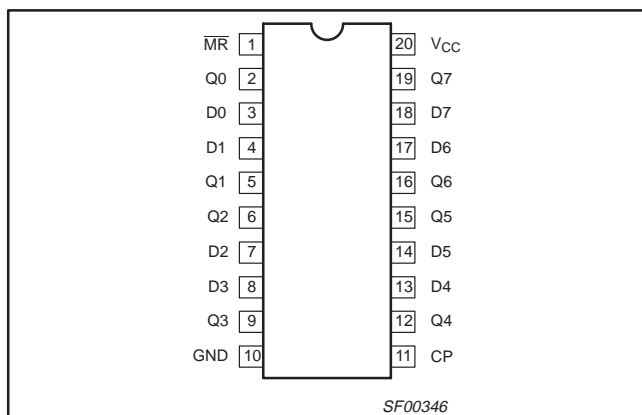 M̅R̅ 1 20 VCC
Q0 2 19 Q7
D0 3 18 D7
D1 4 17 D6
Q1 5 16 Q6
Q2 6 15 Q5
D2 7 14 D5
D3 8 13 D4
Q3 9 12 Q4
GND 10 11 CP
SF00346